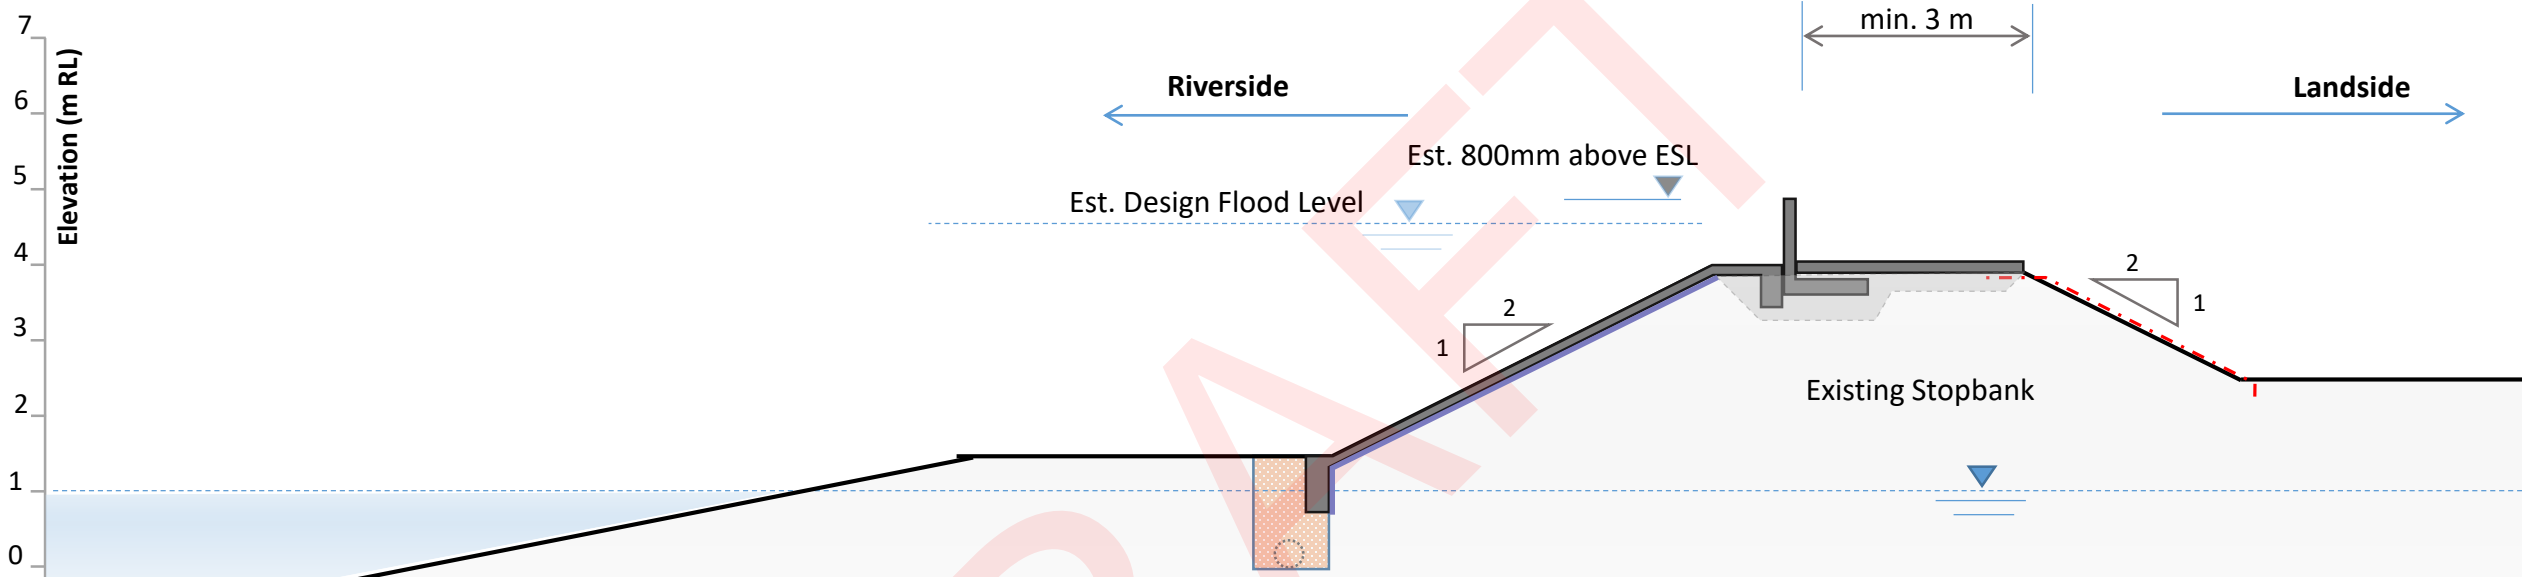 7
6
5
4
3
2
1
0
Elevation (m RL)
min. 3 m
Riverside
Landside
Est. 800mm above ESL
Est. Design Flood Level
2
1
2
1
Existing Stopbank
DRAFT